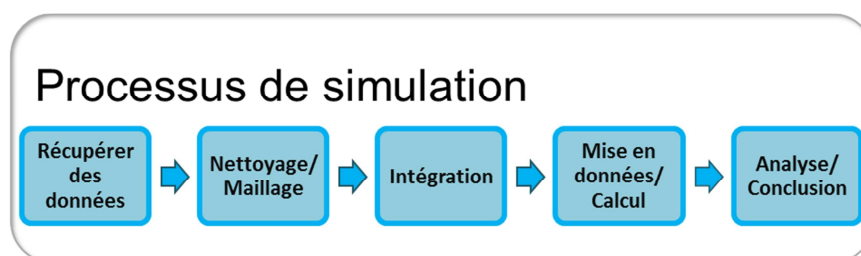 Processus de simulation
Récupérer
des
données
Nettoyage/
Maillage
Intégration
Mise en
données/
Calcul
Analyse/
Conclusion